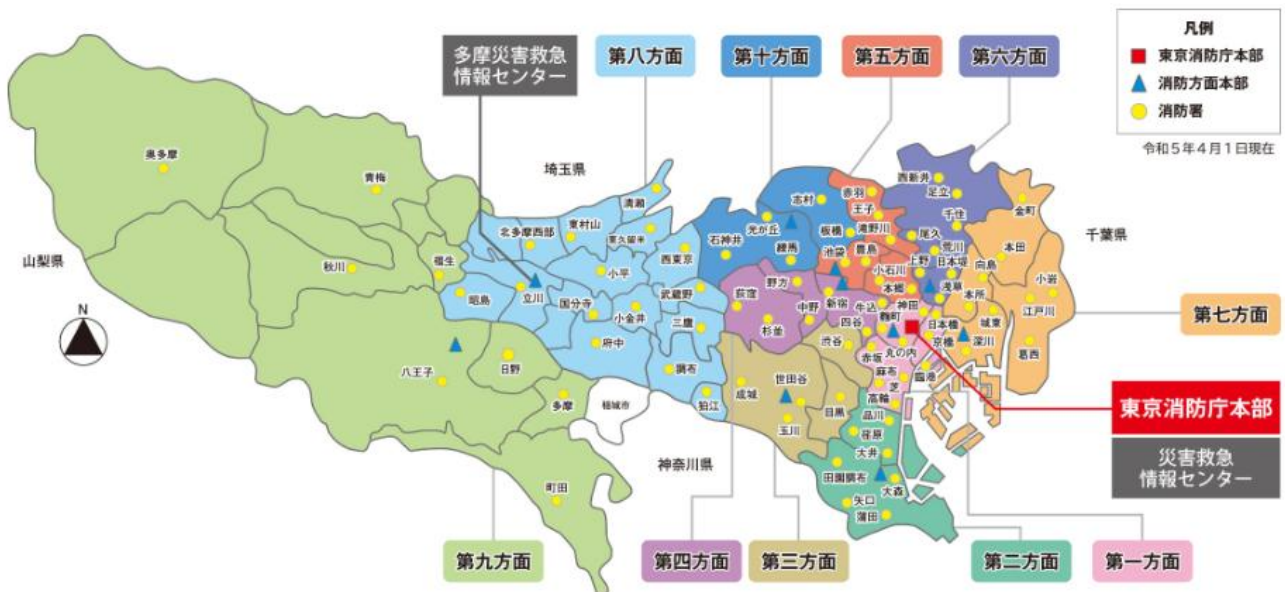 多摩災害救急
情報センター
第八方面
第十方面
第五方面
第六方面
凡例
東京消防庁本部
消防方面本部
消防署
令和5年4月1日現在
埼玉県
千葉県
山梨県
神奈川県
N
奥多摩
青梅
秋川
福生
八王子
日野
多摩
町田
稲城市
清瀬
東村山
北多摩西部
東久留米
西東京
小平
昭島
立川
国分寺
小金井
武蔵野
三鷹
府中
調布
狛江
志村
光が丘
石神井
練馬
板橋
赤羽
王子
滝野川
池袋
豊島
小石川
本郷
西新井
足立
千住
尾久
荒川
上野
日本堤
浅草
金町
本田
向島
小岩
本所
江戸川
城東
深川
葛西
荻窪
野方
中野
杉並
新宿
牛込
四谷
神田
麹町
日本橋
京橋
丸の内
赤坂
麻布
臨港
芝
高輪
渋谷
成城
世田谷
目黒
玉川
品川
荏原
大井
田園調布
大森
矢口
蒲田
第七方面
東京消防庁本部
災害救急
情報センター
第九方面
第四方面
第三方面
第二方面
第一方面